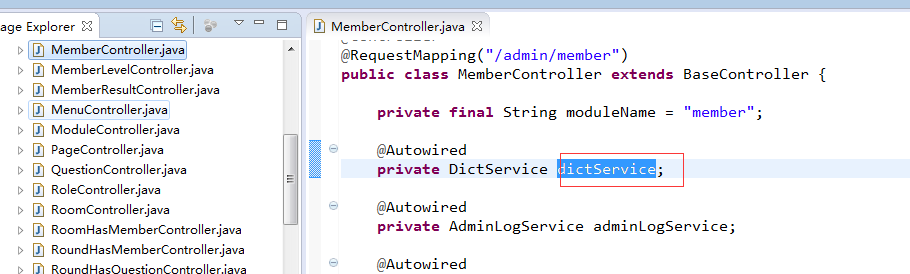 age Explorer
MemberController.java
MemberLevelController.java
MemberResultController.java
MenuController.java
ModuleController.java
PageController.java
QuestionController.java
RoleController.java
RoomController.java
RoomHasMemberController.java
RoundHasMemberController.java
RoundHasQuestionController.java
MemberController.java
@RequestMapping("/admin/member")
public class MemberController extends BaseController {
private final String moduleName = "member";
@Autowired
private DictService dictService;
@Autowired
private AdminLogService adminLogService;
@Autowired